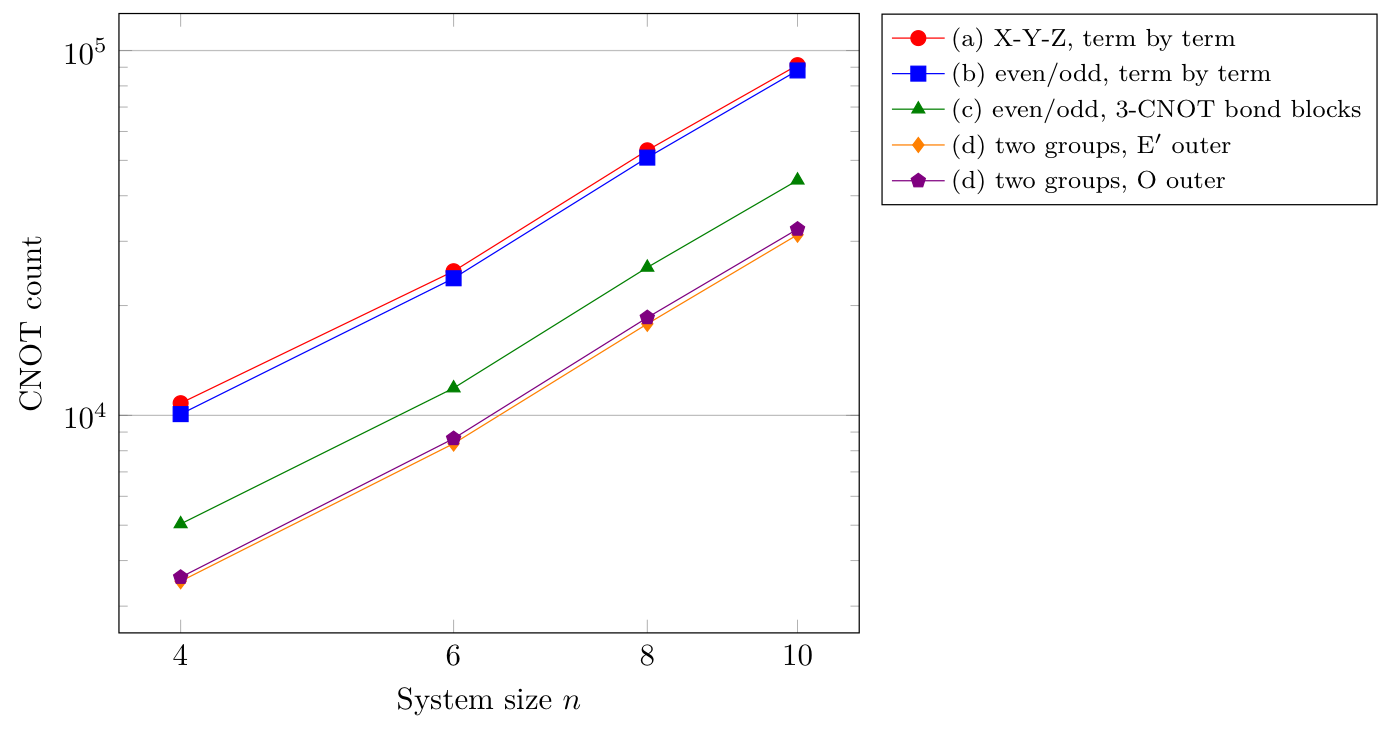 10^5
10^4
CNOT count
4 6 8 10
System size n
(a) X-Y-Z, term by term
(b) even/odd, term by term
(c) even/odd, 3-CNOT bond blocks
(d) two groups, E′ outer
(d) two groups, O outer